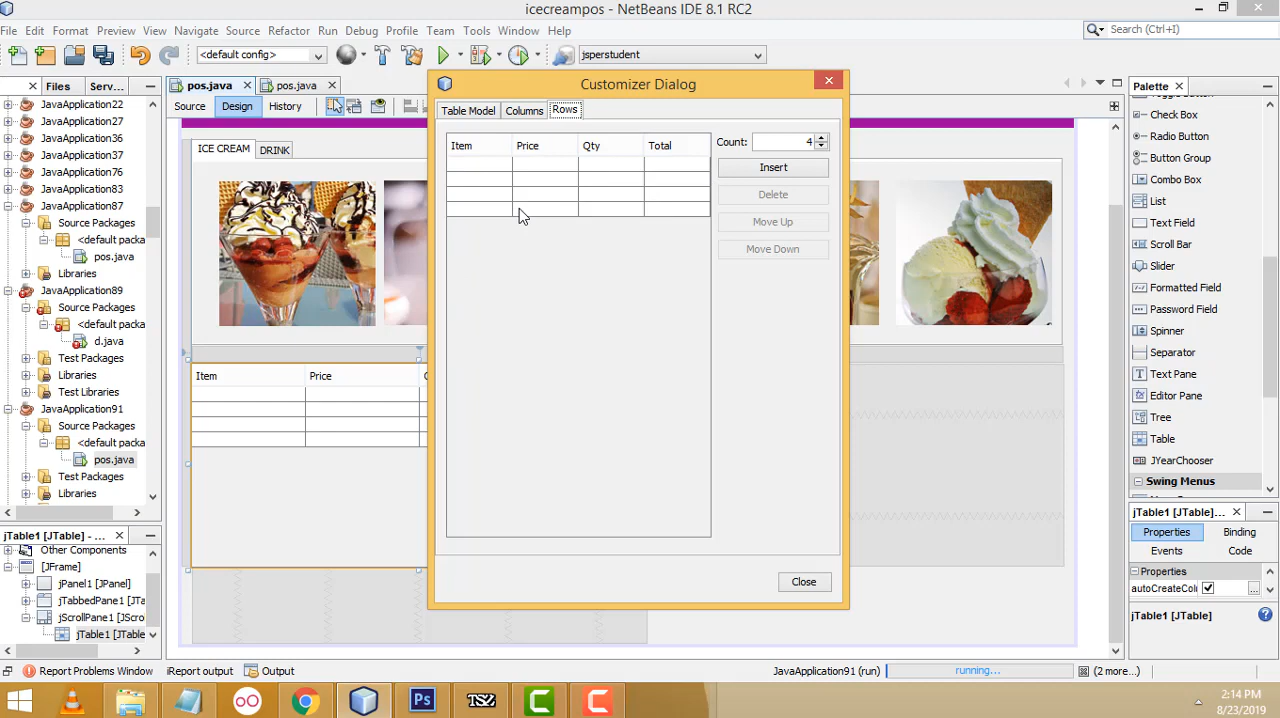 icecreampos - NetBeans IDE 8.1 RC2
File Edit View Navigate Source Refactor Run Debug Profile Team Tools Window Help
Search (Ctrl+I)
<default config>
jsperstudent
Files
Serv...
pos.java
pos.java
Source Design History
JavaApplication22
JavaApplication27
JavaApplication36
JavaApplication37
JavaApplication76
JavaApplication83
JavaApplication87
Source Packages
<default packa
pos.java
Libraries
JavaApplication89
Source Packages
<default packa
d.java
Test Packages
Libraries
Test Libraries
JavaApplication91
Source Packages
<default packa
pos.java
Test Packages
Libraries
jTable1 [JTable] - ...
Other Components
[JFrame]
jPanel1 [JPanel]
jTabbedPane1 [JTa
jScrollPane1 [JScro
jTable1 [JTable
ICE CREAM
DRINK
Item Price
Customizer Dialog
Table Model Columns Rows
Item Price Qty Total
Count: 4
Insert
Delete
Move Up
Move Down
Close
Palette
Check Box
Radio Button
Button Group
Combo Box
List
Text Field
Scroll Bar
Slider
Formatted Field
Password Field
Spinner
Separator
Text Pane
Editor Pane
Tree
Table
JYearChooser
Swing Menus
jTable1 [JTable]...
Properties Binding
Events Code
Properties
autoCreateColu
...
jTable1 [JTable]
Report Problems Window
iReport output
Output
JavaApplication91 (run)
running...
(2 more...)
Ps
2:14 PM
8/23/2019